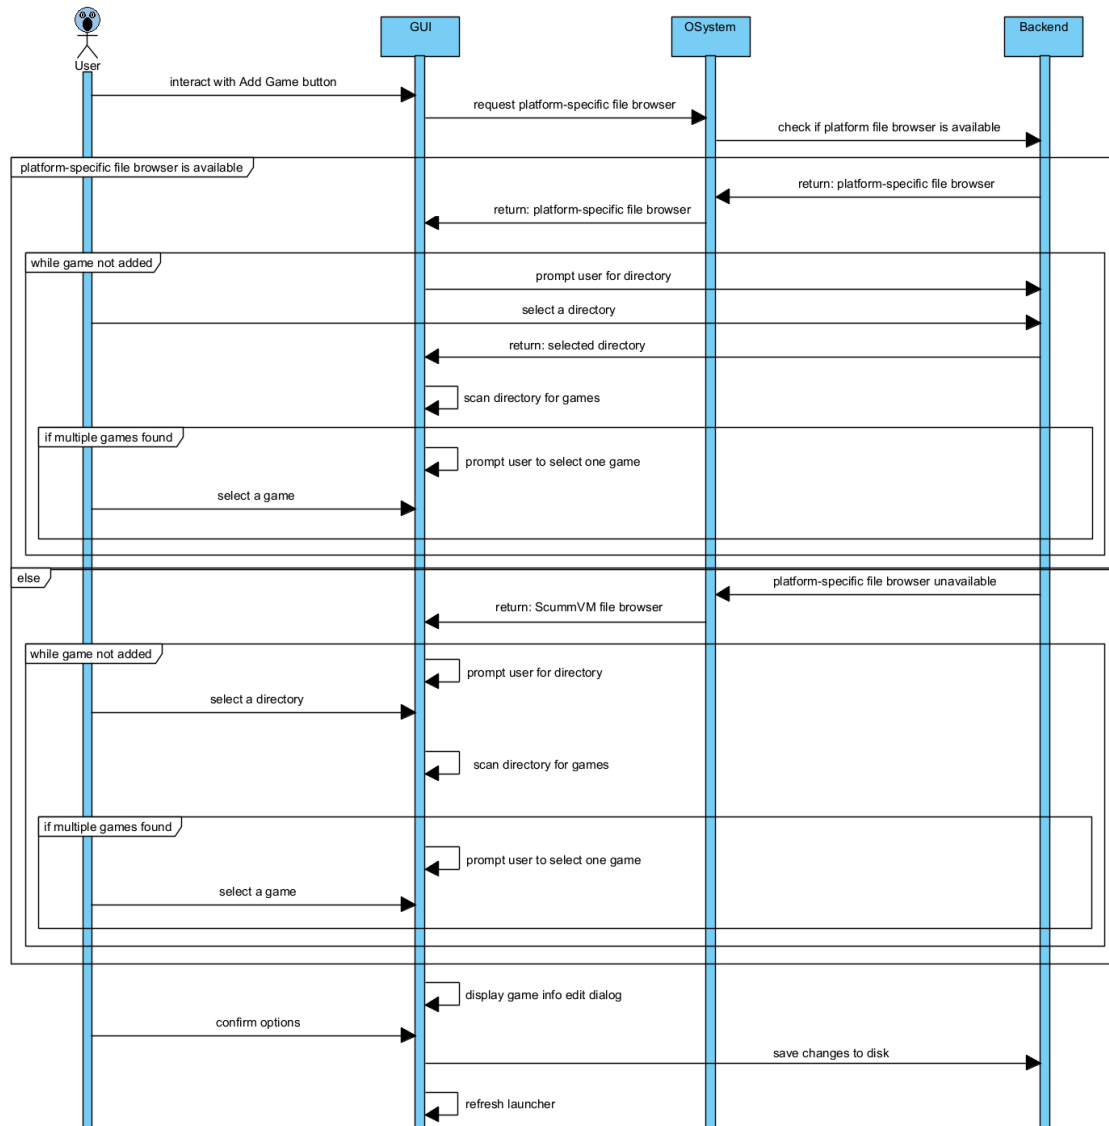 GUI
OSystem
Backend
User
interact with Add Game button
request platform-specific file browser
check if platform file browser is available
platform-specific file browser is available
return: platform-specific file browser
return: platform-specific file browser
while game not added
prompt user for directory
select a directory
return: selected directory
scan directory for games
if multiple games found
prompt user to select one game
select a game
else
platform-specific file browser unavailable
return: ScummVM file browser
while game not added
prompt user for directory
select a directory
scan directory for games
if multiple games found
prompt user to select one game
select a game
display game info edit dialog
confirm options
save changes to disk
refresh launcher